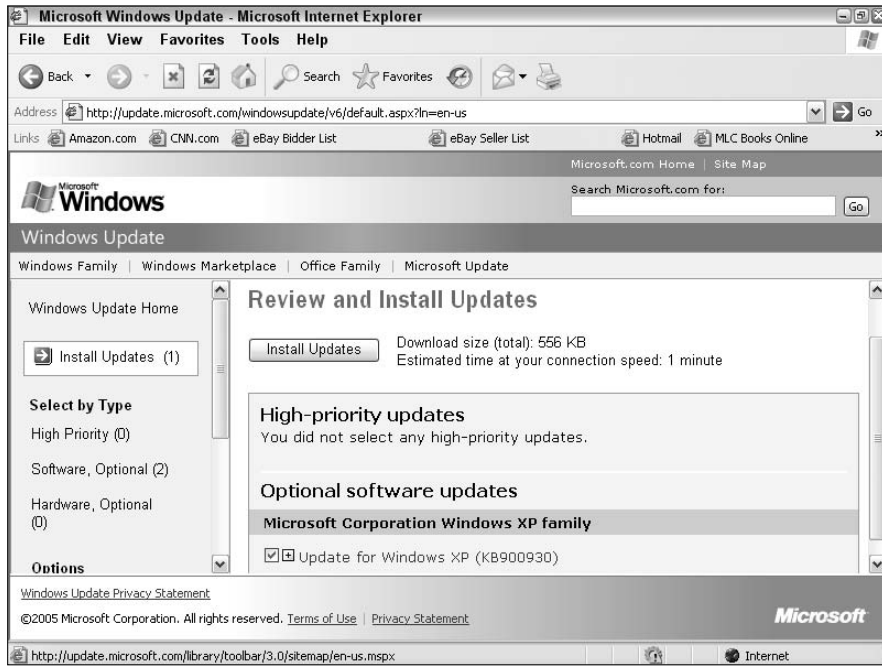 Microsoft Windows Update - Microsoft Internet Explorer
File Edit View Favorites Tools Help
Back Search Favorites
Address http://update.microsoft.com/windowsupdate/v6/default.aspx?ln=en-us Go
Links Amazon.com CNN.com eBay Bidder List eBay Seller List Hotmail MLC Books Online »
Microsoft.com Home | Site Map
Microsoft
Windows
Search Microsoft.com for:
Go
Windows Update
Windows Family | Windows Marketplace | Office Family | Microsoft Update
Windows Update Home
Install Updates (1)
Select by Type
High Priority (0)
Software, Optional (2)
Hardware, Optional
(0)
Options
Review and Install Updates
Install Updates
Download size (total): 556 KB
Estimated time at your connection speed: 1 minute
High-priority updates
You did not select any high-priority updates.
Optional software updates
Microsoft Corporation Windows XP family
Update for Windows XP (KB900930)
Windows Update Privacy Statement
©2005 Microsoft Corporation. All rights reserved. Terms of Use | Privacy Statement
Microsoft
http://update.microsoft.com/library/toolbar/3.0/sitemap/en-us.mspx Internet